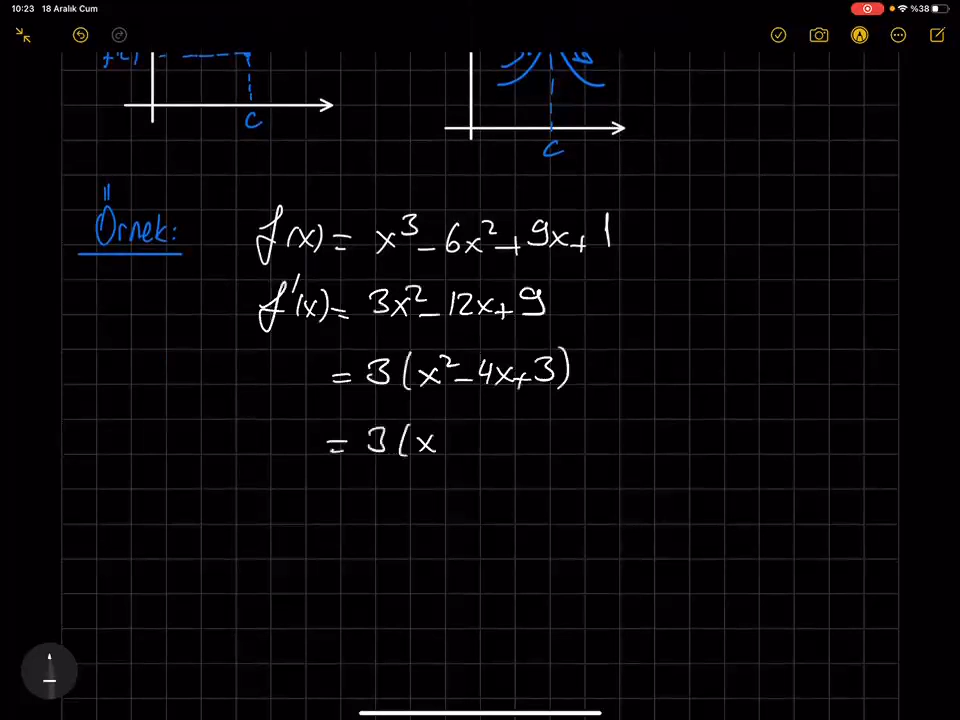 10:23 18 Aralık Cum %38
c
c
Örnek: f(x) = x³ - 6x² + 9x + 1
f'(x) = 3x² - 12x + 9
= 3(x² - 4x + 3)
= 3(x